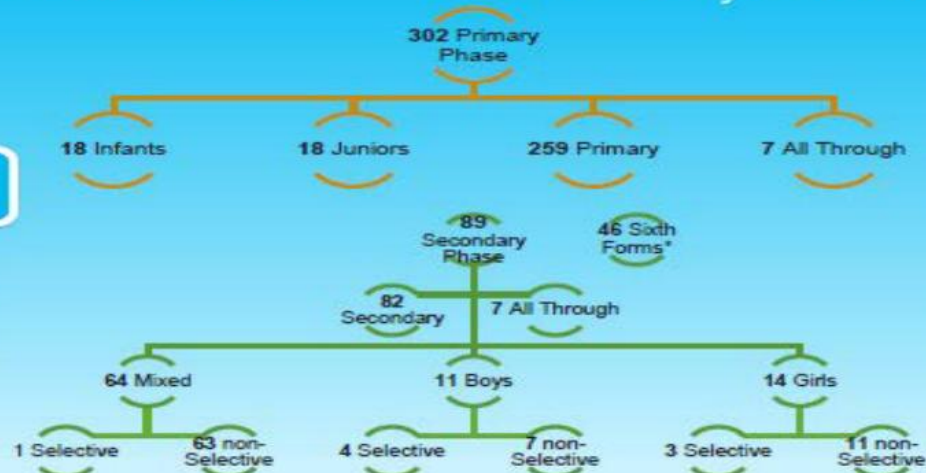 302 Primary
Phase
18 Infants
18 Juniors
259 Primary
7 All Through
89
Secondary
Phase
46 Sixth
Forms*
82
Secondary
7 All Through
64 Mixed
11 Boys
14 Girls
1 Selective
63 non-
Selective
4 Selective
7 non-
Selective
3 Selective
11 non-
Selective